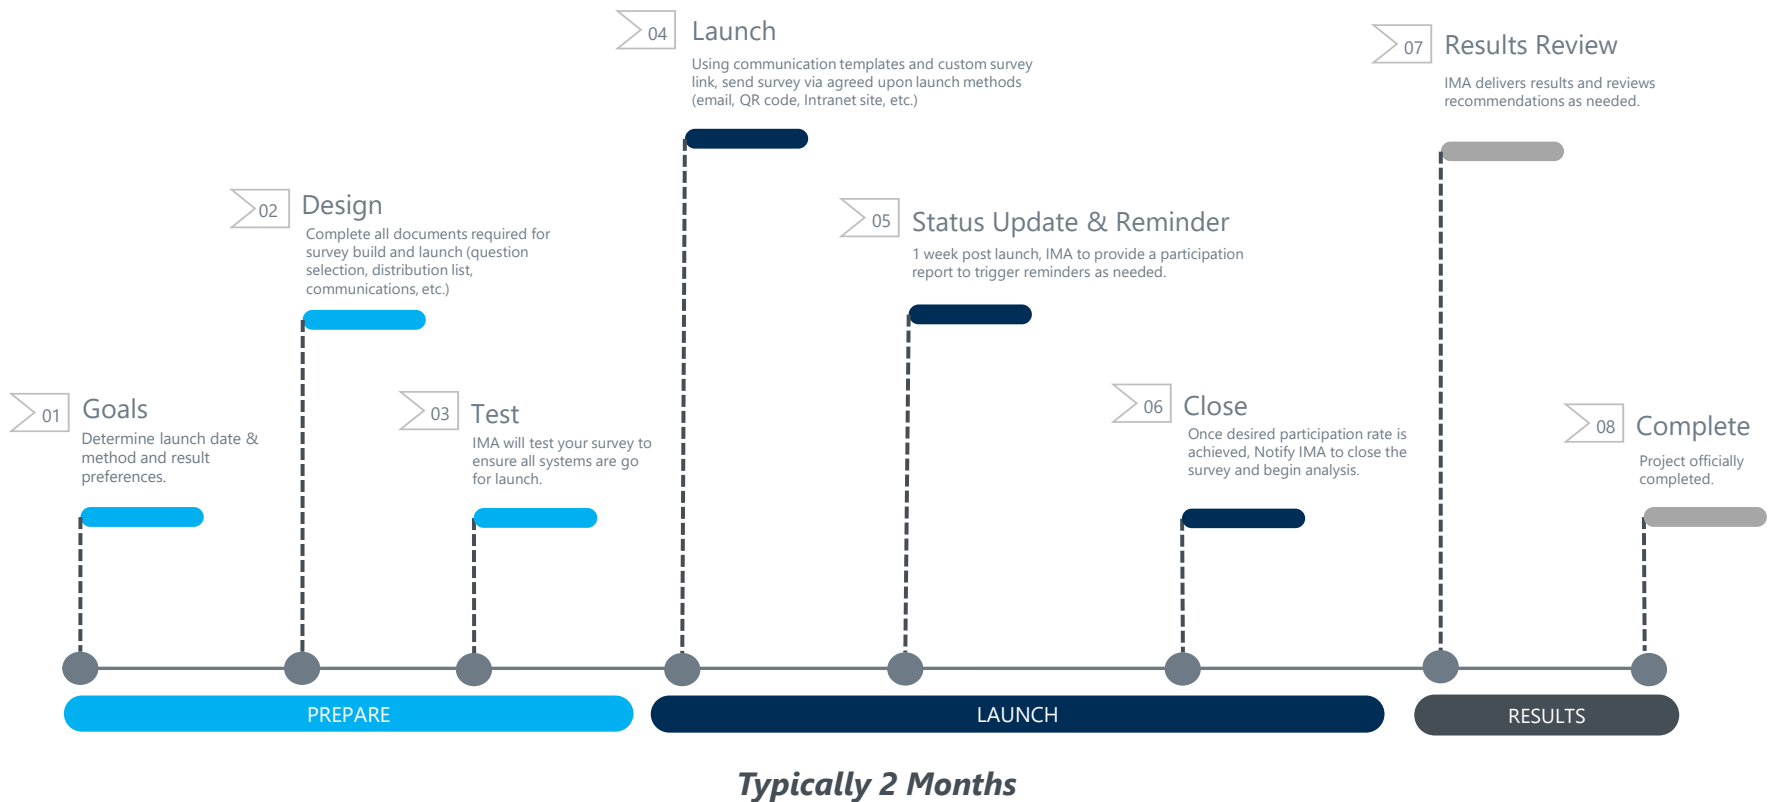 01
Goals
Determine launch date &
method and result
preferences.
02
Design
Complete all documents required for
survey build and launch (question
selection, distribution list,
communications, etc.)
03
Test
IMA will test your survey to
ensure all systems are go
for launch.
04
Launch
Using communication templates and custom survey
link, send survey via agreed upon launch methods
(email, QR code, Intranet site, etc.)
05
Status Update & Reminder
1 week post launch, IMA to provide a participation
report to trigger reminders as needed.
06
Close
Once desired participation rate is
achieved, Notify IMA to close the
survey and begin analysis.
07
Results Review
IMA delivers results and reviews
recommendations as needed.
08
Complete
Project officially
completed.
PREPARE
LAUNCH
RESULTS
Typically 2 Months